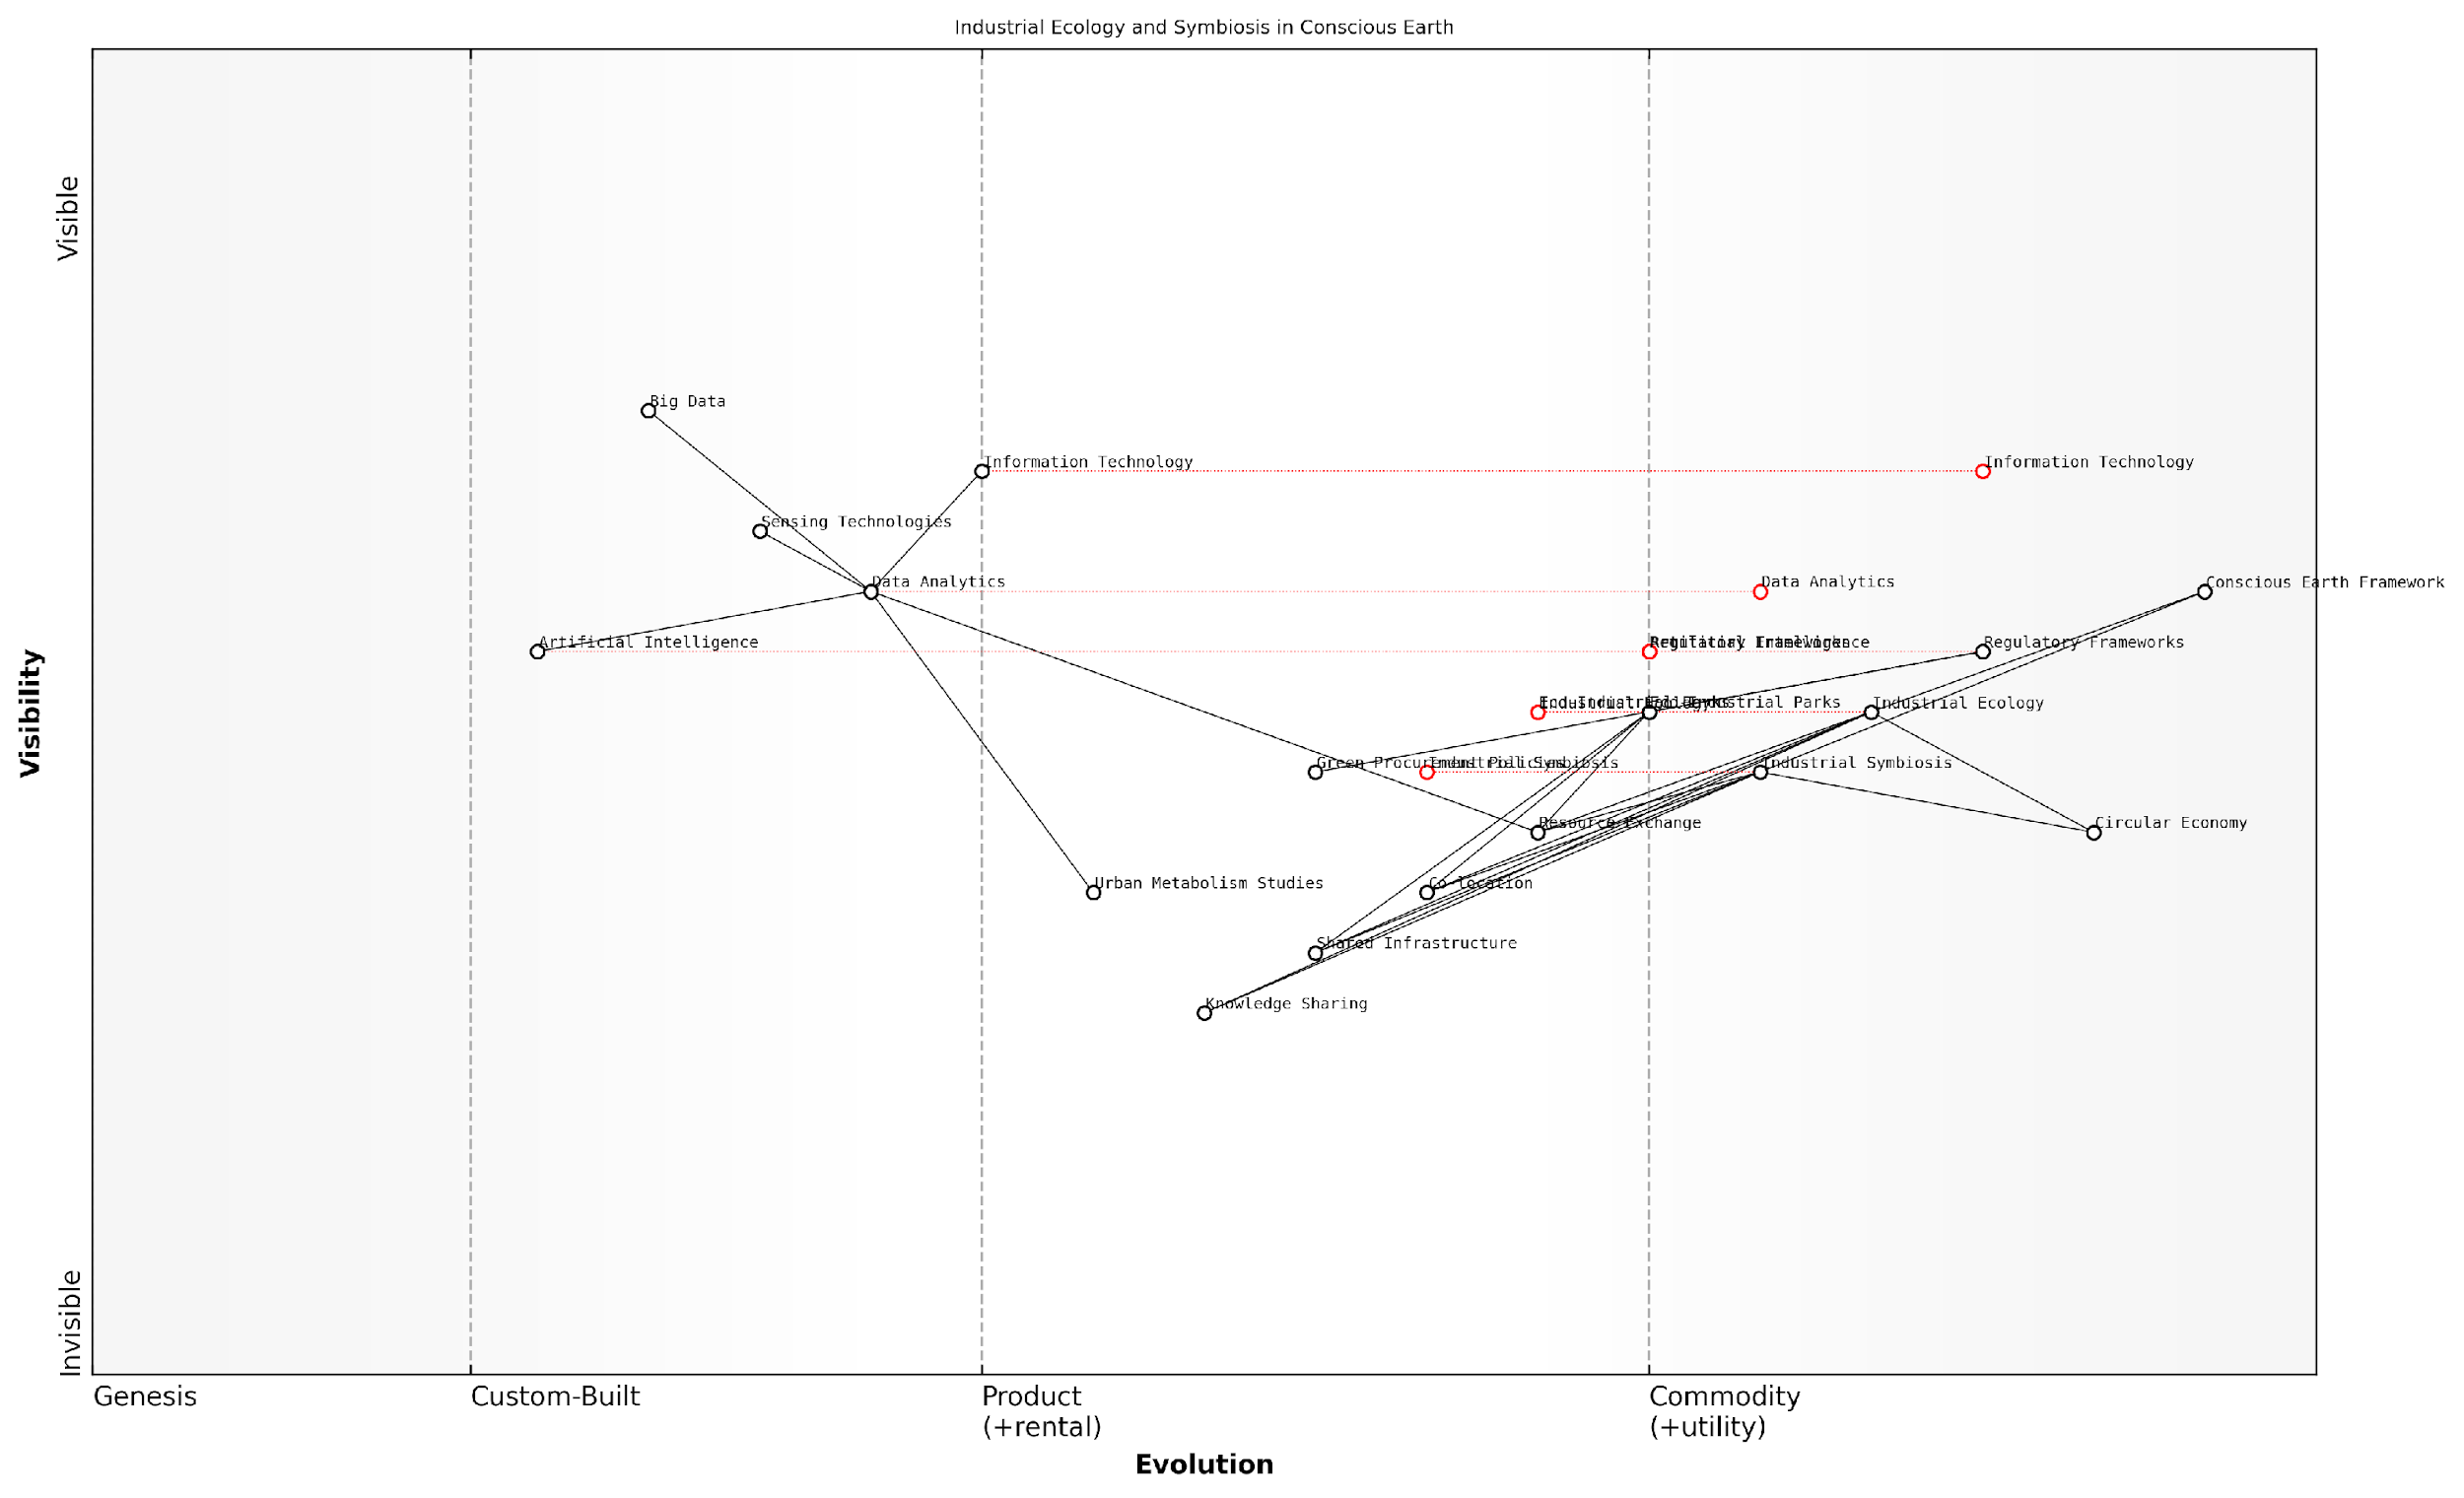 Industrial Ecology and Symbiosis in Conscious Earth
Visible
Big Data
Information Technology
Information Technology
Sensing Technologies
Data Analytics
Data Analytics
Conscious Earth Framework
Artificial Intelligence
Regulatory Frameworks
Industrial Ecology
Green Procurement Policies
Industrial Symbiosis
Industrial Symbiosis
Resource Exchange
Circular Economy
Urban Metabolism Studies
Co-location
Shared Infrastructure
Knowledge Sharing
Visibility
Invisible
Genesis
Custom-Built
Product
(+rental)
Commodity
(+utility)
Evolution